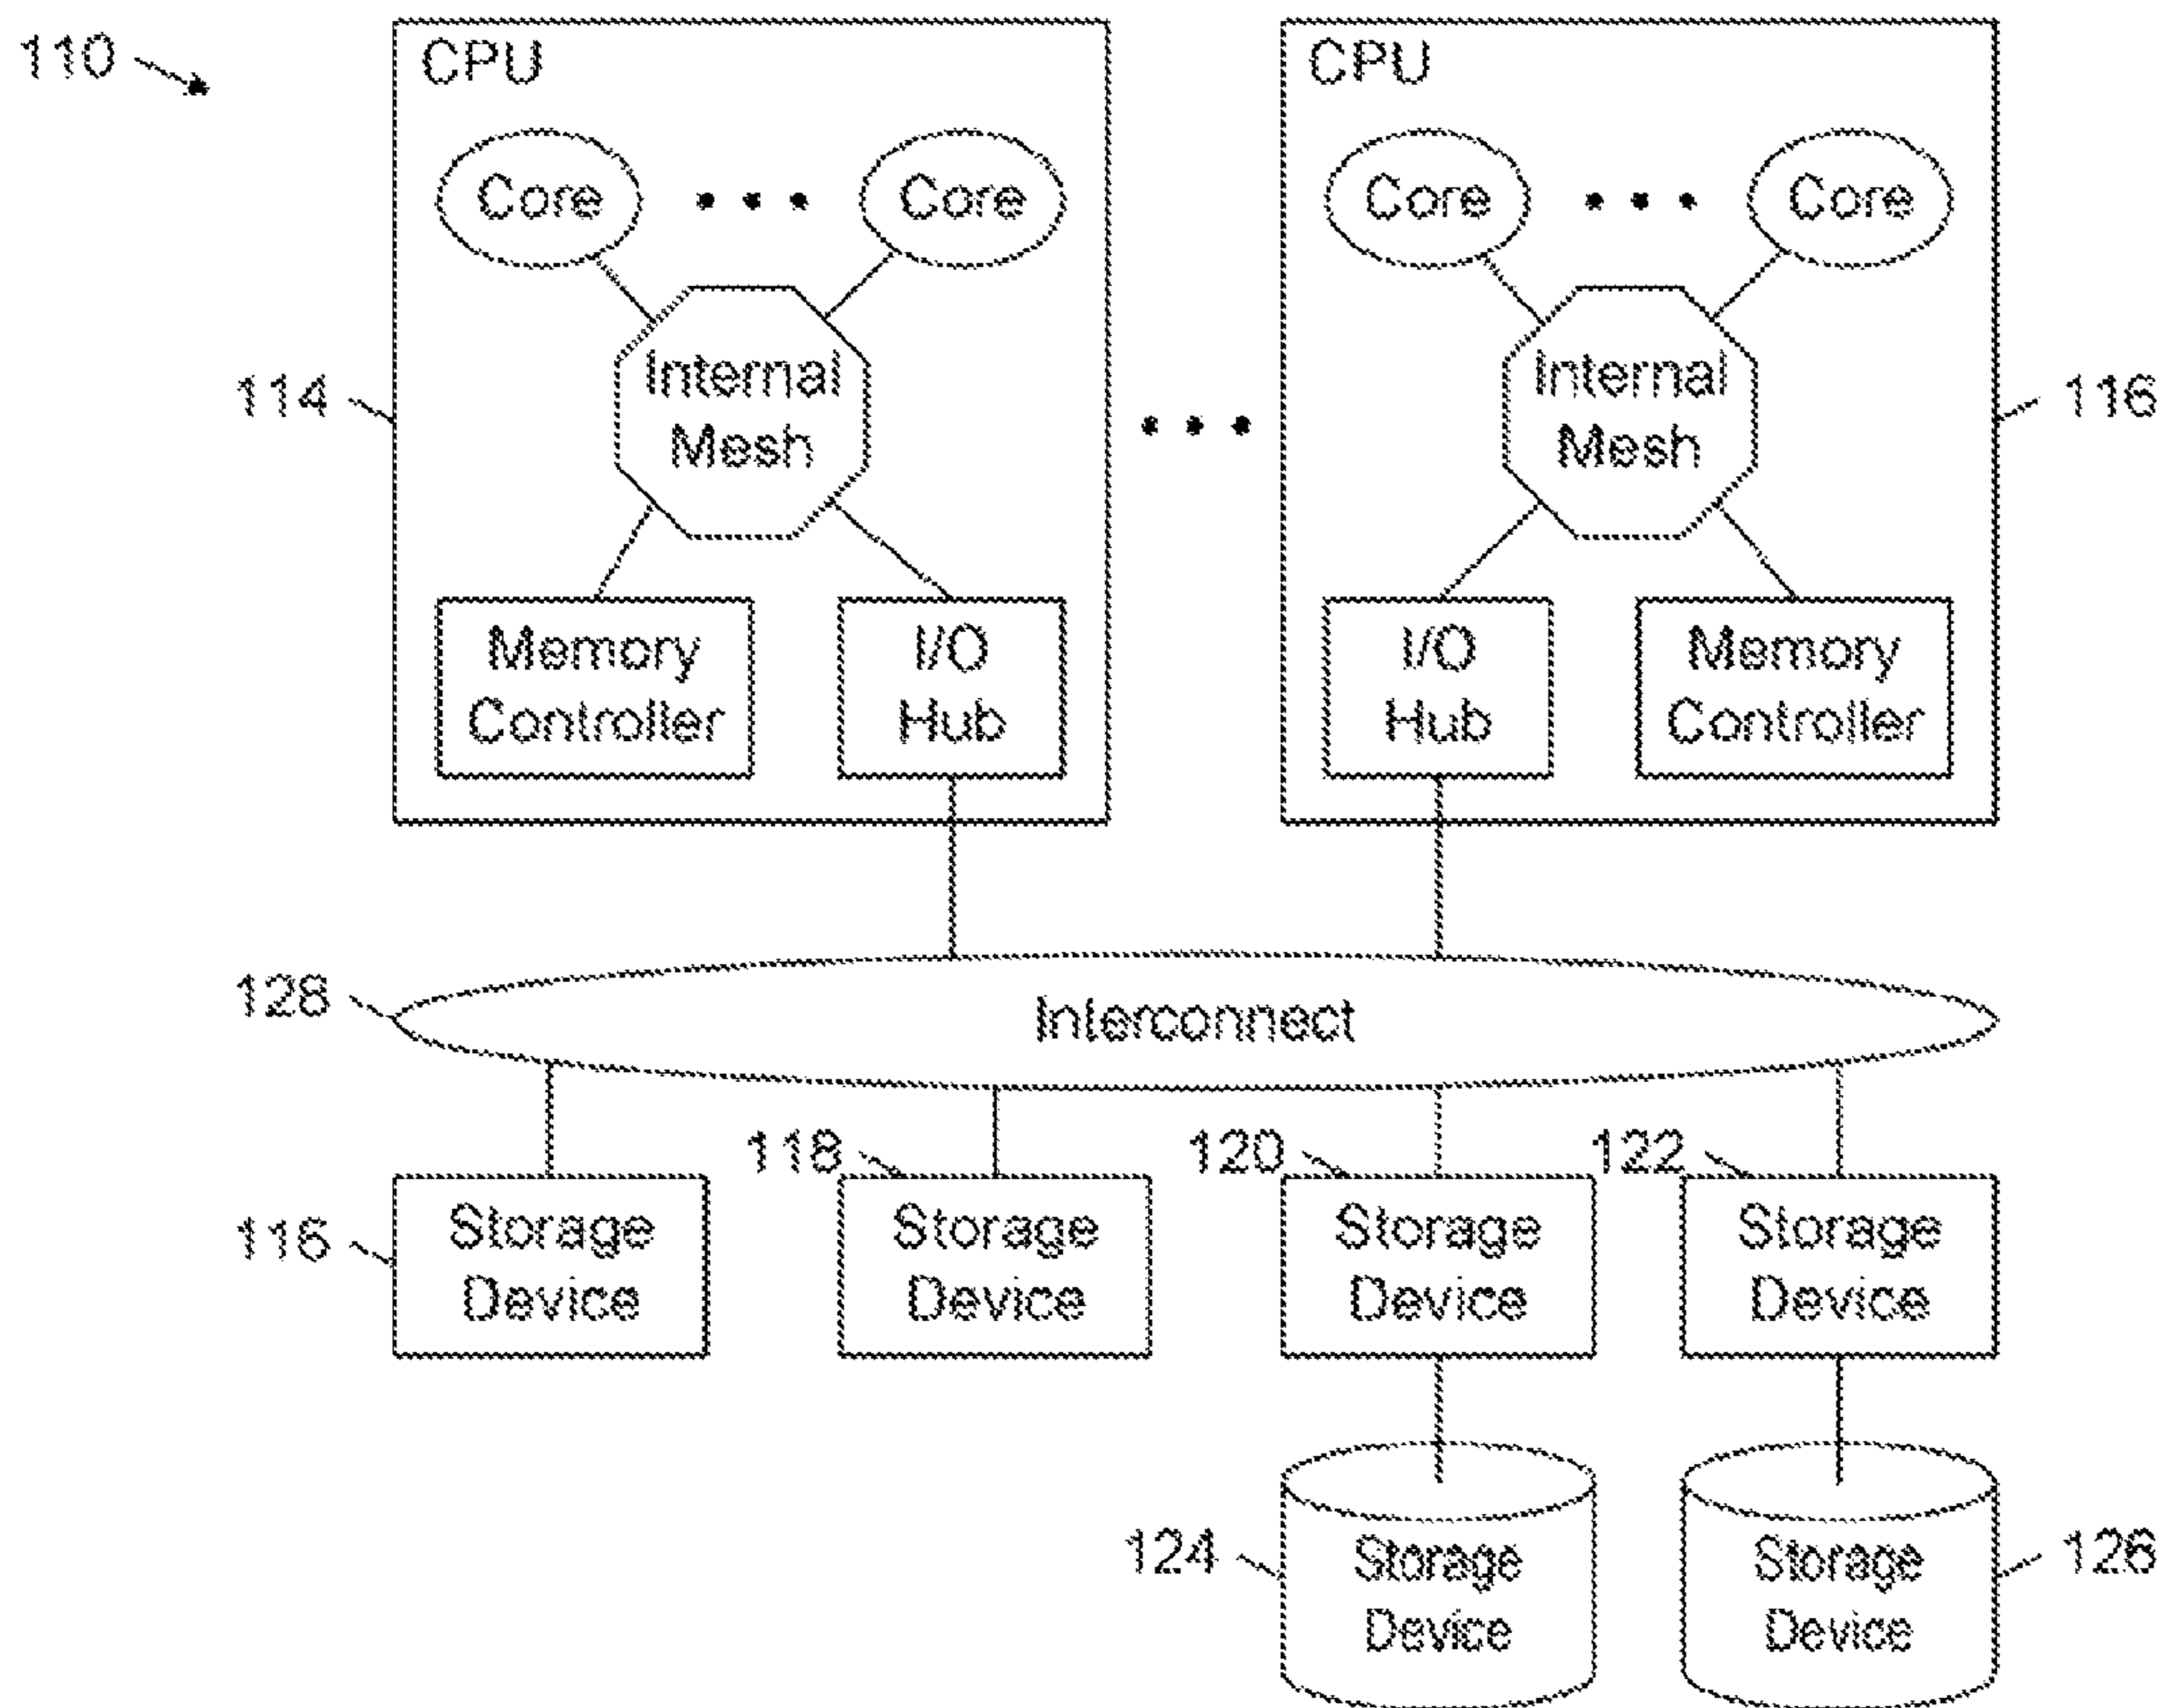 110
CPU
CPU
Core
Core
Core
Core
Internal
Mesh
Internal
Mesh
114
116
Memory
Controller
I/O
Hub
I/O
Hub
Memory
Controller
128
Interconnect
118
120
122
116
Storage
Device
Storage
Device
Storage
Device
Storage
Device
124
Storage
Device
Storage
Device
126